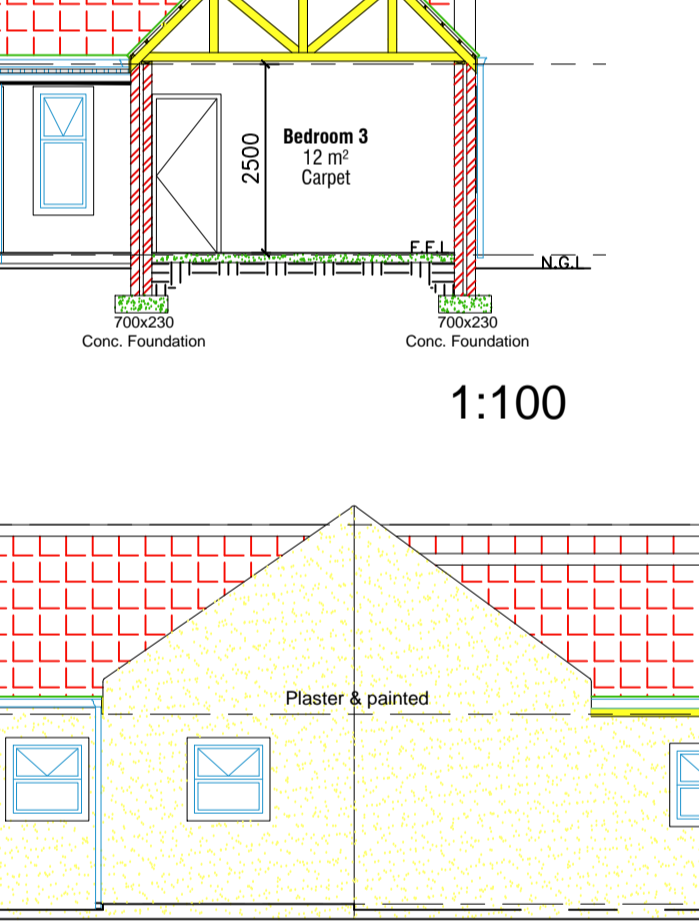 2500
Bedroom 3
12 m²
Carpet
F.F.L
N.G.L
700x230
Conc. Foundation
700x230
Conc. Foundation
1:100
Plaster & painted